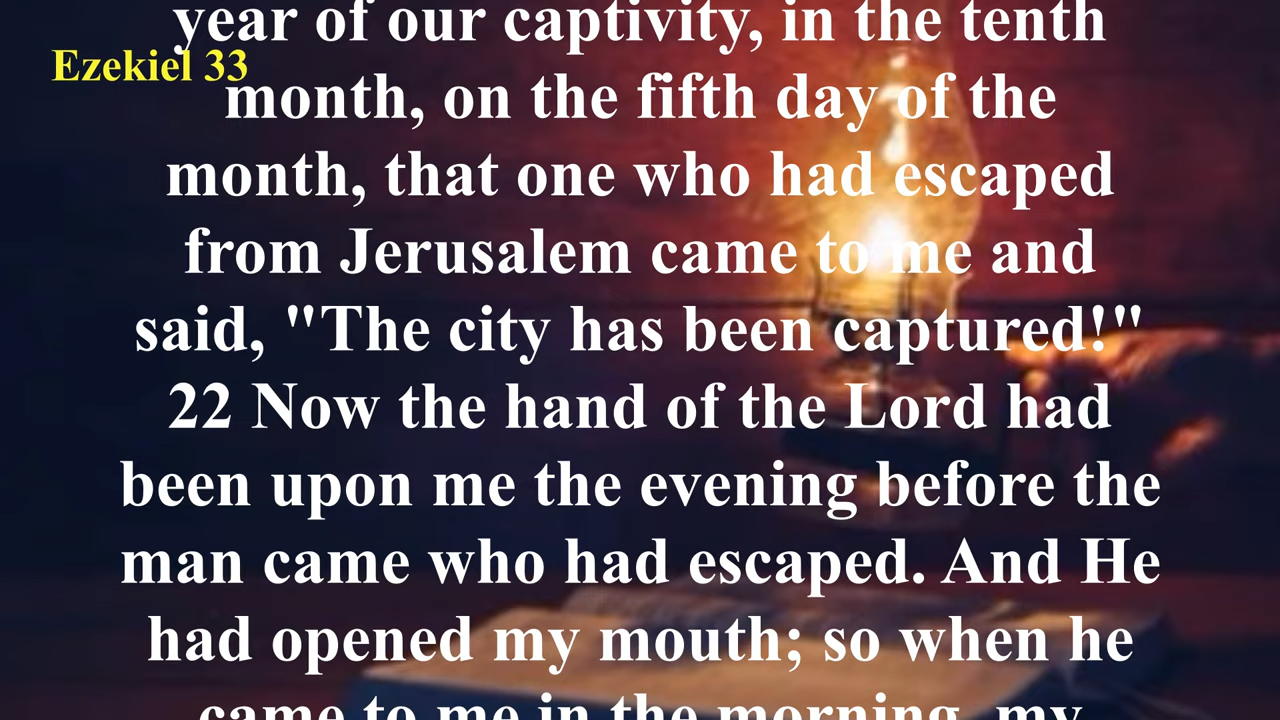 year of our captivity, in the tenth
Ezekiel 33
month, on the fifth day of the
month, that one who had escaped
from Jerusalem came to me and
said, "The city has been captured!"
22 Now the hand of the Lord had
been upon me the evening before the
man came who had escaped. And He
had opened my mouth; so when he
came to me in the morning, my